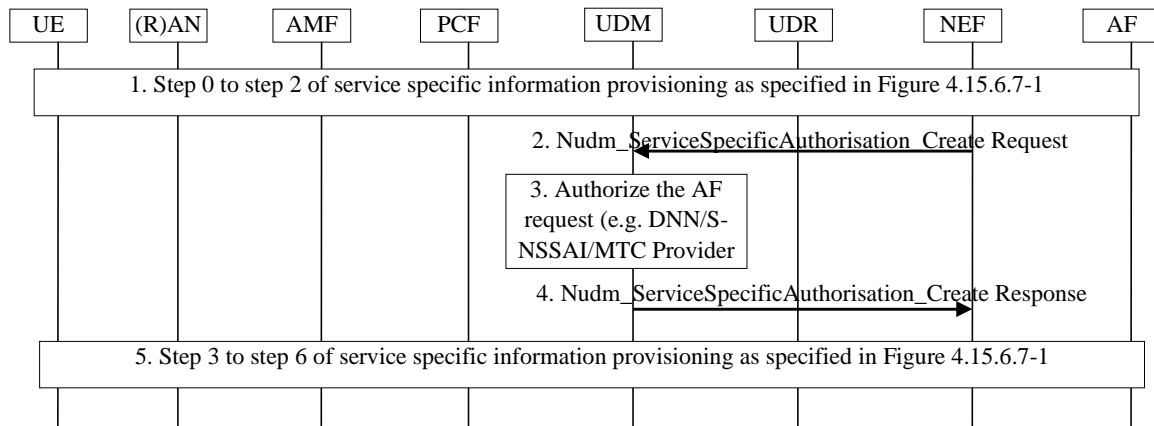 UE (R)AN AMF PCF UDM UDR NEF AF
1. Step 0 to step 2 of service specific information provisioning as specified in Figure 4.15.6.7-1
2. Nudm_ServiceSpecificAuthorisation_Create Request
3. Authorize the AF
request (e.g. DNN/S-
NSSAI/MTC Provider
4. Nudm_ServiceSpecificAuthorisation_Create Response
5. Step 3 to step 6 of service specific information provisioning as specified in Figure 4.15.6.7-1